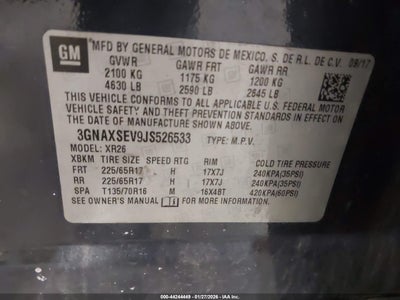 GM
MFD BY GENERAL MOTORS DE MEXICO, S. DE R.L. DE C.V. 09/17
GVWR GAWR FRT GAWR RR
2100 KG 1175 KG 1200 KG
4630 LB 2590 LB 2645 LB
THIS VEHICLE CONFORMS TO ALL APPLICABLE
FEDERAL MOTOR VEHICLE SAFETY, BUMPER, AND
THEFT PREVENTION STANDARDS IN EFFECT ON THE
DATE OF MANUFACTURE SHOWN ABOVE.
3GNAXSEV9JS526533 TYPE: M.P.V.
MODEL: XR26
XBKM TIRE SIZE SPEED RTG RIM COLD TIRE PRESSURE
FRT 225/65R17 H 17X7J 240KPA(35PSI)
RR 225/65R17 H 17X7J 240KPA(35PSI)
SPA T135/70R16 M 16X4BT 420KPA(60PSI)
SEE OWNER'S MANUAL FOR ADDITIONAL INFORMATION
ID: 44244449 - 01/27/2026 - IAA Inc.